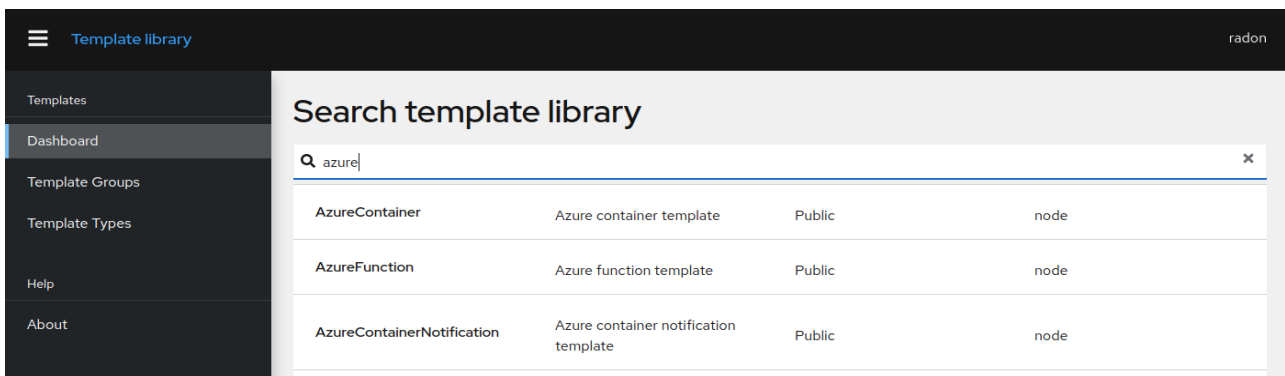 Template library
radon
Templates
Dashboard
Template Groups
Template Types
Help
About
Search template library
azure
AzureContainer Azure container template Public node
AzureFunction Azure function template Public node
AzureContainerNotification Azure container notification template Public node